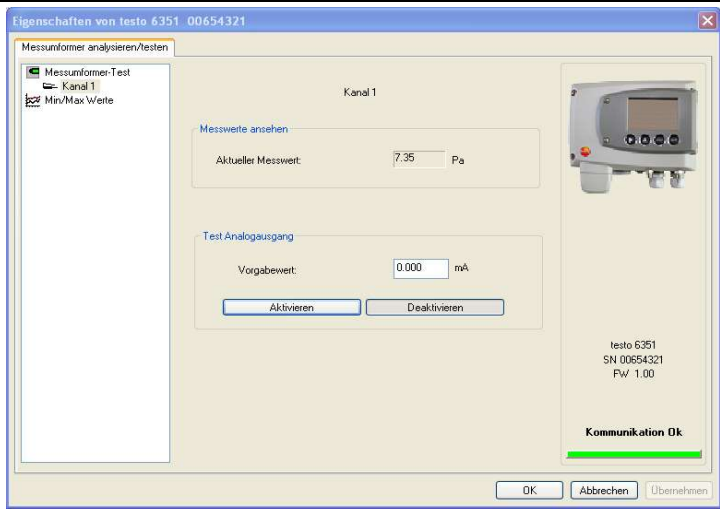 Eigenschaften von testo 6351 00654321
Messumformer analysieren/testen
Messumformer-Test
Kanal 1
Min/Max Werte
Kanal 1
Messwerte ansehen
Aktueller Messwert: 7.35 Pa
Test Analogausgang
Vorgabewert: 0.000 mA
Aktivieren Deaktivieren
testo 6351
SN 00654321
FW 1.00
Kommunikation Ok
OK Abbrechen Übernehmen